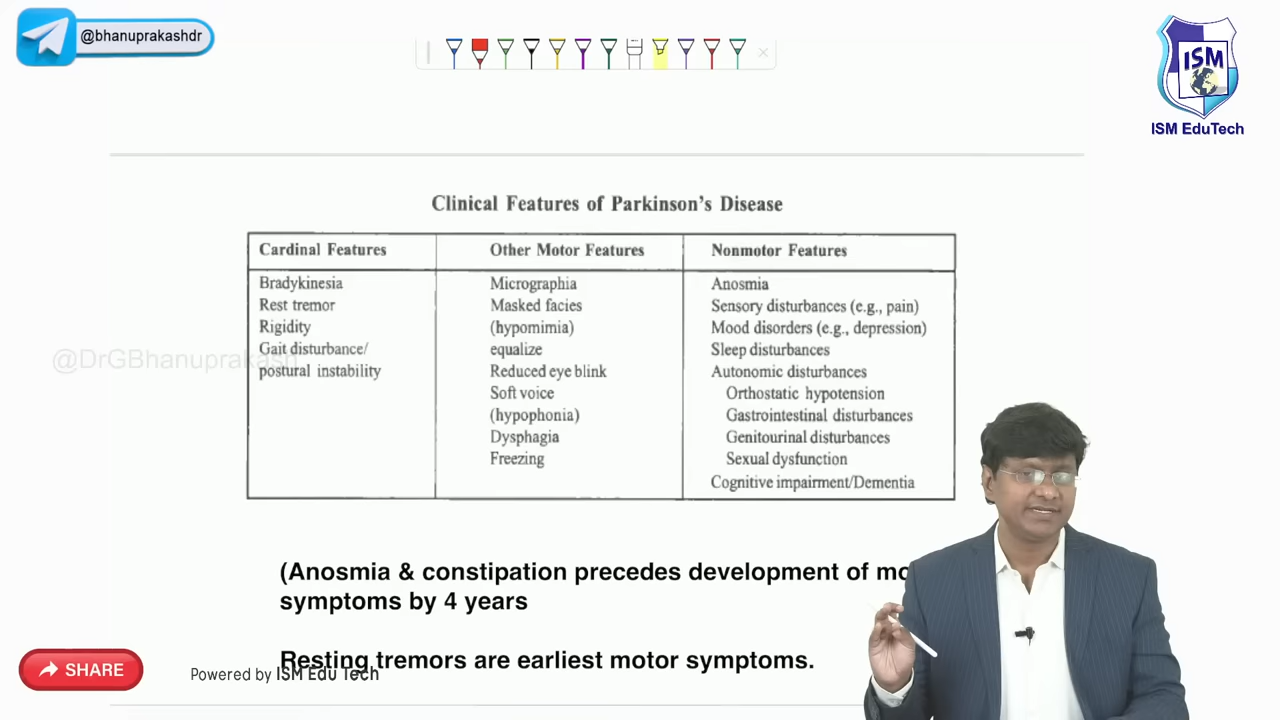 @bhanuprakashdr
ISM
ISM EduTech
Clinical Features of Parkinson's Disease
Cardinal Features
Bradykinesia
Rest tremor
Rigidity
Gait disturbance/
postural instability
Other Motor Features
Micrographia
Masked facies
(hypomimia)
equalize
Reduced eye blink
Soft voice
(hypophonia)
Dysphagia
Freezing
Nonmotor Features
Anosmia
Sensory disturbances (e.g., pain)
Mood disorders (e.g., depression)
Sleep disturbances
Autonomic disturbances
Orthostatic hypotension
Gastrointestinal disturbances
Genitourinal disturbances
Sexual dysfunction
Cognitive impairment/Dementia
@DrGBhanuprakash
(Anosmia & constipation precedes development of mo
symptoms by 4 years
Resting tremors are earliest motor symptoms.
SHARE
Powered by ISM Edu Tech